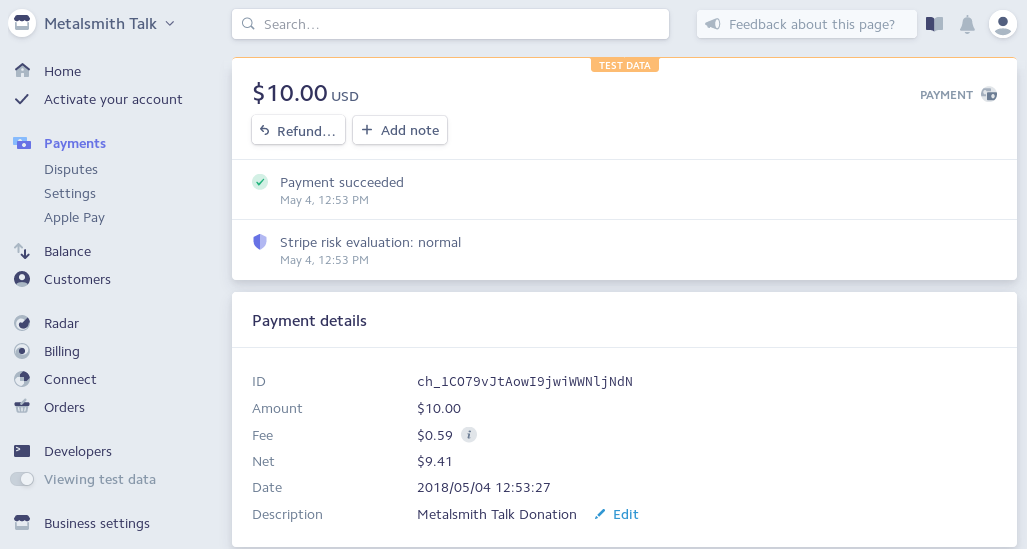 Metalsmith Talk
Search...
Feedback about this page?
Home
Activate your account
Payments
Disputes
Settings
Apple Pay
Balance
Customers
Radar
Billing
Connect
Orders
Developers
Viewing test data
Business settings
TEST DATA
$10.00 USD
PAYMENT
Refund...
Add note
Payment succeeded
May 4, 12:53 PM
Stripe risk evaluation: normal
May 4, 12:53 PM
Payment details
ID ch_1CO79vJtAowI9jwiWWNljNdN
Amount $10.00
Fee $0.59 i
Net $9.41
Date 2018/05/04 12:53:27
Description Metalsmith Talk Donation Edit